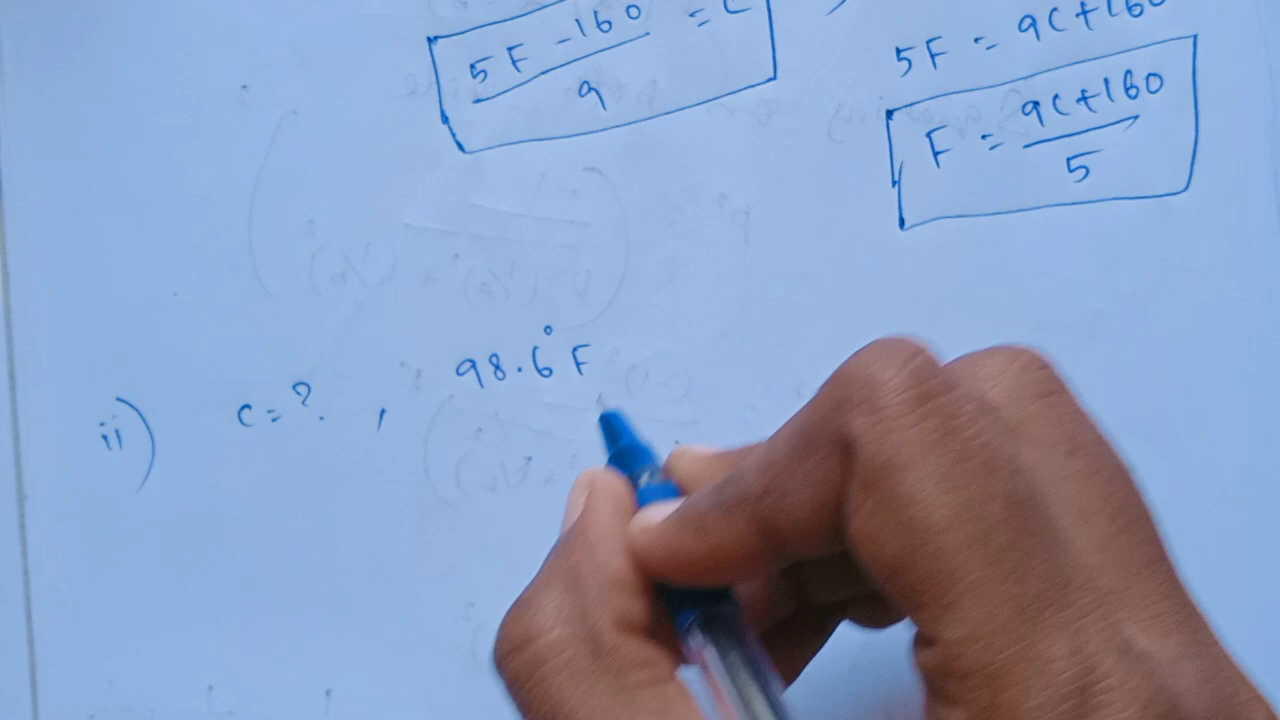 5F - 160 / 9 = C
5F = 9C + 160
F = 9C + 160 / 5
ii) C = ? , 98.6°F